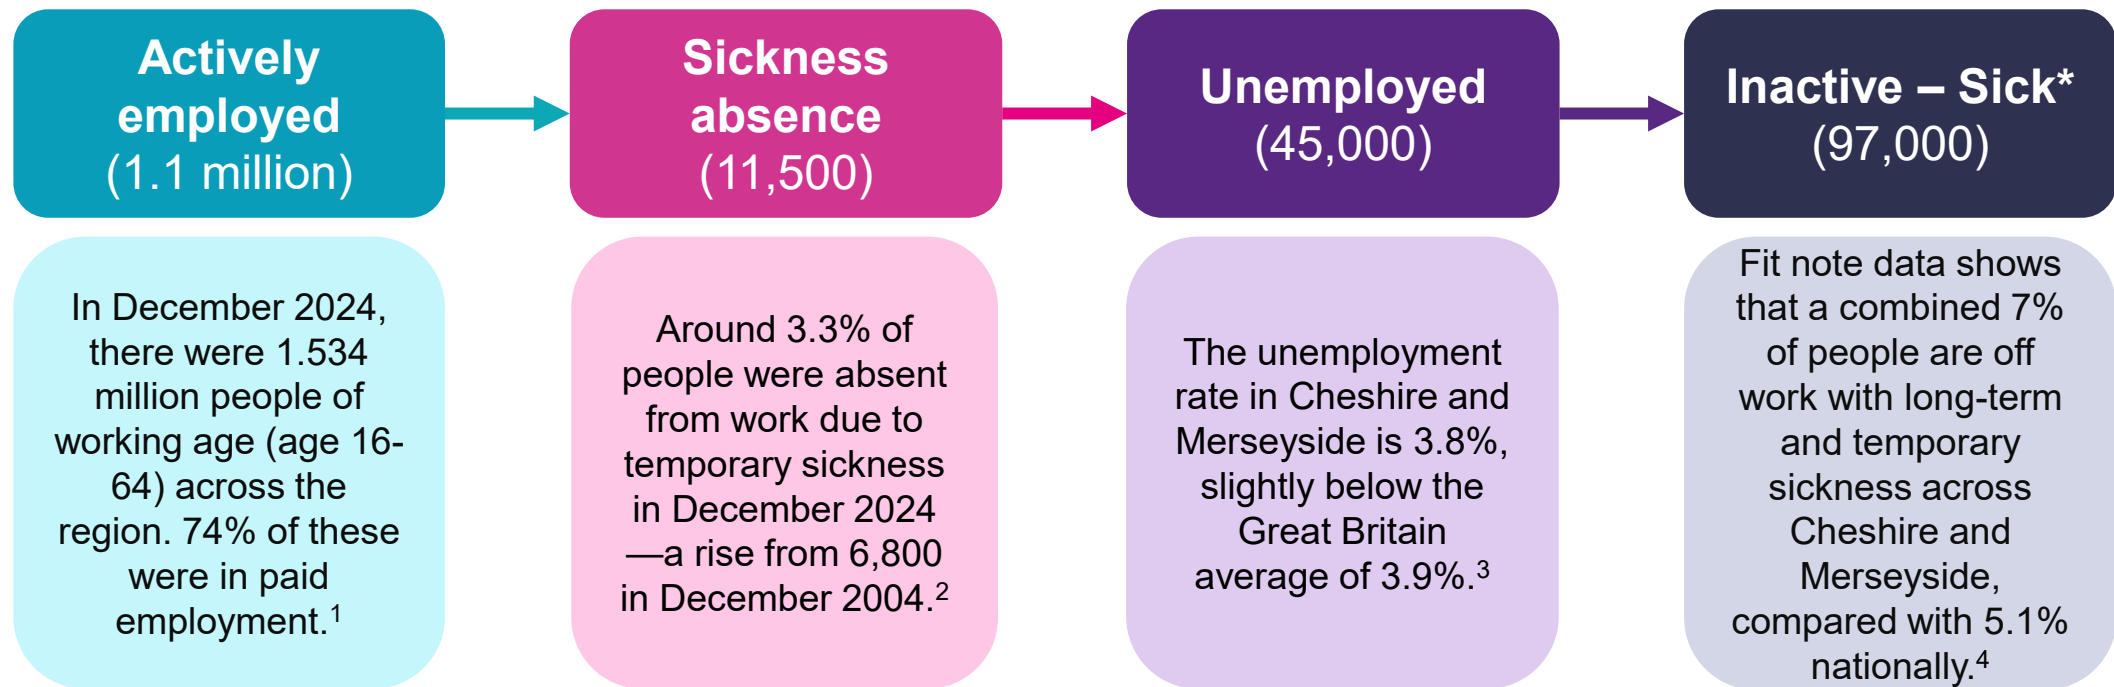 Actively
employed
(1.1 million)
Sickness
absence
(11,500)
Unemployed
(45,000)
Inactive – Sick*
(97,000)
In December 2024,
there were 1.534
million people of
working age (age 16-
64) across the
region. 74% of these
were in paid
employment.¹
Around 3.3% of
people were absent
from work due to
temporary sickness
in December 2024
—a rise from 6,800
in December 2004.²
The unemployment
rate in Cheshire and
Merseyside is 3.8%,
slightly below the
Great Britain
average of 3.9%.³
Fit note data shows
that a combined 7%
of people are off
work with long-term
and temporary
sickness across
Cheshire and
Merseyside,
compared with 5.1%
nationally.⁴